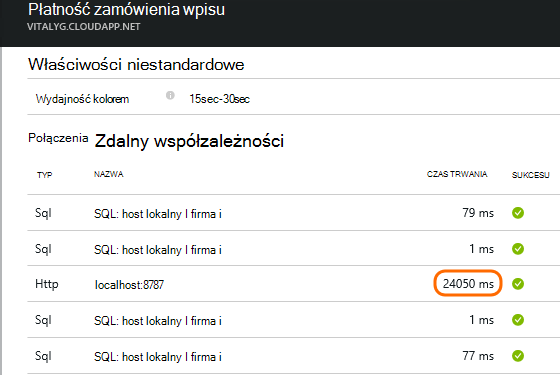 Płatność zamówienia wpisu
VITALYG.CLOUDAPP.NET
Właściwości niestandardowe
Wydajność kolorem 15sec-30sec
Połączenia Zdalny współzależności
TYP NAZWA CZAS TRWANIA SUKCESU
Sql SQL: host lokalny I firma i 79 ms
Sql SQL: host lokalny I firma i 1 ms
Http localhost:8787 24050 ms
Sql SQL: host lokalny I firma i 1 ms
Sql SQL: host lokalny I firma i 77 ms